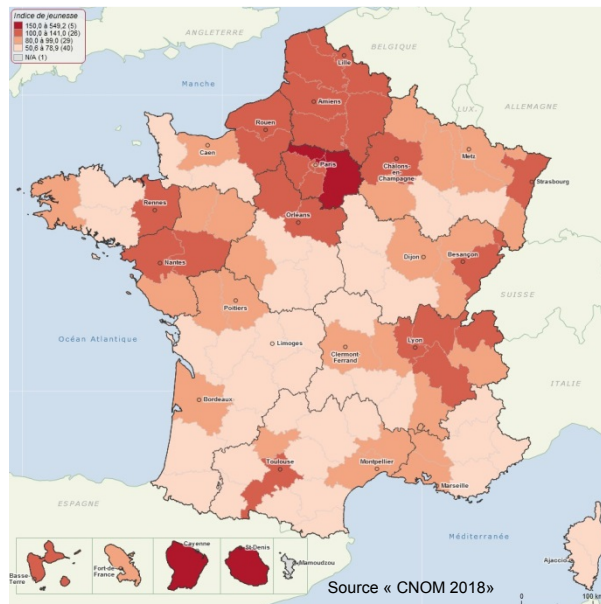 Indice de jeunesse
150,0 à 549,2 (5)
100,0 à 141,0 (26)
80,0 à 99,0 (29)
50,6 à 78,9 (40)
N/A (1)
ANGLETERRE
BELGIQUE
Manche
LUX
ALLEMAGNE
Lille
Amiens
Rouen
Caen
Paris
Châlons-
en-
Champagne
Metz
Strasbourg
Rennes
Orléans
Nantes
Dijon
Besançon
SUISSE
Poitiers
Océan Atlantique
Limoges
Clermont-
Ferrand
Lyon
ITALIE
Bordeaux
Toulouse
Montpellier
Marseille
ESPAGNE
Méditerranée
Ajaccio
Basse-
Terre
Fort-de-
France
Cayenne
St-Denis
Mamoudzou
Source « CNOM 2018»
0
100 km